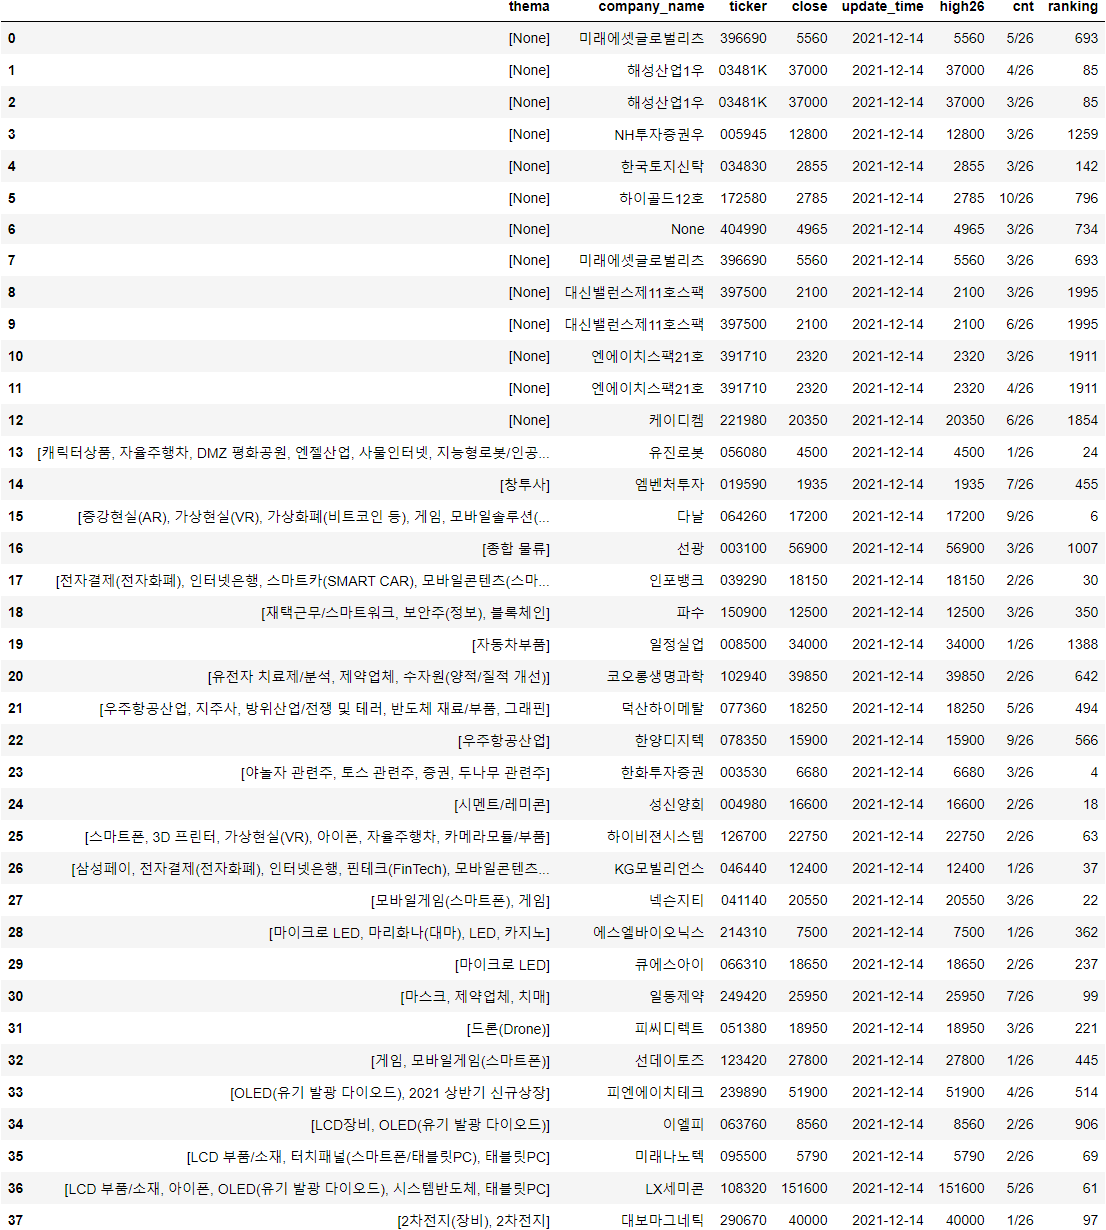 thema company_name ticker close update_time high26 cnt ranking
0 [None] 미래에셋글로벌리츠 396690 5560 2021-12-14 5560 5/26 693
1 [None] 해성산업1우 03481K 37000 2021-12-14 37000 4/26 85
2 [None] 해성산업1우 03481K 37000 2021-12-14 37000 3/26 85
3 [None] NH투자증권우 005945 12800 2021-12-14 12800 3/26 1259
4 [None] 한국토지신탁 034830 2855 2021-12-14 2855 3/26 142
5 [None] 하이골드12호 172580 2785 2021-12-14 2785 10/26 796
6 [None] None 404990 4965 2021-12-14 4965 3/26 734
7 [None] 미래에셋글로벌리츠 396690 5560 2021-12-14 5560 3/26 693
8 [None] 대신밸런스제11호스팩 397500 2100 2021-12-14 2100 3/26 1995
9 [None] 대신밸런스제11호스팩 397500 2100 2021-12-14 2100 6/26 1995
10 [None] 엔에이치스팩21호 391710 2320 2021-12-14 2320 3/26 1911
11 [None] 엔에이치스팩21호 391710 2320 2021-12-14 2320 4/26 1911
12 [None] 케이디켐 221980 20350 2021-12-14 20350 6/26 1854
13 [캐릭터상품, 자율주행차, DMZ 평화공원, 엔젤산업, 사물인터넷, 지능형로봇/인공... 유진로봇 056080 4500 2021-12-14 4500 1/26 24
14 [창투사] 엠벤처투자 019590 1935 2021-12-14 1935 7/26 455
15 [증강현실(AR), 가상현실(VR), 가상화폐(비트코인 등), 게임, 모바일솔루션(... 다날 064260 17200 2021-12-14 17200 9/26 6
16 [종합 물류] 선광 003100 56900 2021-12-14 56900 3/26 1007
17 [전자결제(전자화폐), 인터넷은행, 스마트카(SMART CAR), 모바일콘텐츠(스마... 인포뱅크 039290 18150 2021-12-14 18150 2/26 30
18 [재택근무/스마트워크, 보안주(정보), 블록체인] 파수 150900 12500 2021-12-14 12500 3/26 350
19 [자동차부품] 일정실업 008500 34000 2021-12-14 34000 1/26 1388
20 [유전자 치료제/분석, 제약업체, 수자원(양적/질적 개선)] 코오롱생명과학 102940 39850 2021-12-14 39850 2/26 642
21 [우주항공산업, 지주사, 방위산업/전쟁 및 테러, 반도체 재료/부품, 그래핀] 덕산하이메탈 077360 18250 2021-12-14 18250 5/26 494
22 [우주항공산업] 한양디지텍 078350 15900 2021-12-14 15900 9/26 566
23 [야놀자 관련주, 토스 관련주, 증권, 두나무 관련주] 한화투자증권 003530 6680 2021-12-14 6680 3/26 4
24 [시멘트/레미콘] 성신양회 004980 16600 2021-12-14 16600 2/26 18
25 [스마트폰, 3D 프린터, 가상현실(VR), 아이폰, 자율주행차, 카메라모듈/부품] 하이비젼시스템 126700 22750 2021-12-14 22750 2/26 63
26 [삼성페이, 전자결제(전자화폐), 인터넷은행, 핀테크(FinTech), 모바일콘텐츠... KG모빌리언스 046440 12400 2021-12-14 12400 1/26 37
27 [모바일게임(스마트폰), 게임] 넥슨지티 041140 20550 2021-12-14 20550 3/26 22
28 [마이크로 LED, 마리화나(대마), LED, 카지노] 에스엘바이오닉스 214310 7500 2021-12-14 7500 1/26 362
29 [마이크로 LED] 큐에스아이 066310 18650 2021-12-14 18650 2/26 237
30 [마스크, 제약업체, 치매] 일동제약 249420 25950 2021-12-14 25950 7/26 99
31 [드론(Drone)] 피씨디렉트 051380 18950 2021-12-14 18950 3/26 221
32 [게임, 모바일게임(스마트폰)] 선데이토즈 123420 27800 2021-12-14 27800 1/26 445
33 [OLED(유기 발광 다이오드), 2021 상반기 신규상장] 피엔에이치테크 239890 51900 2021-12-14 51900 4/26 514
34 [LCD장비, OLED(유기 발광 다이오드)] 이엘피 063760 8560 2021-12-14 8560 2/26 906
35 [LCD 부품/소재, 터치패널(스마트폰/태블릿PC), 태블릿PC] 미래나노텍 095500 5790 2021-12-14 5790 2/26 69
36 [LCD 부품/소재, 아이폰, OLED(유기 발광 다이오드), 시스템반도체, 태블릿PC] LX세미콘 108320 151600 2021-12-14 151600 5/26 61
37 [2차전지(장비), 2차전지] 대보마그네틱 290670 40000 2021-12-14 40000 1/26 97